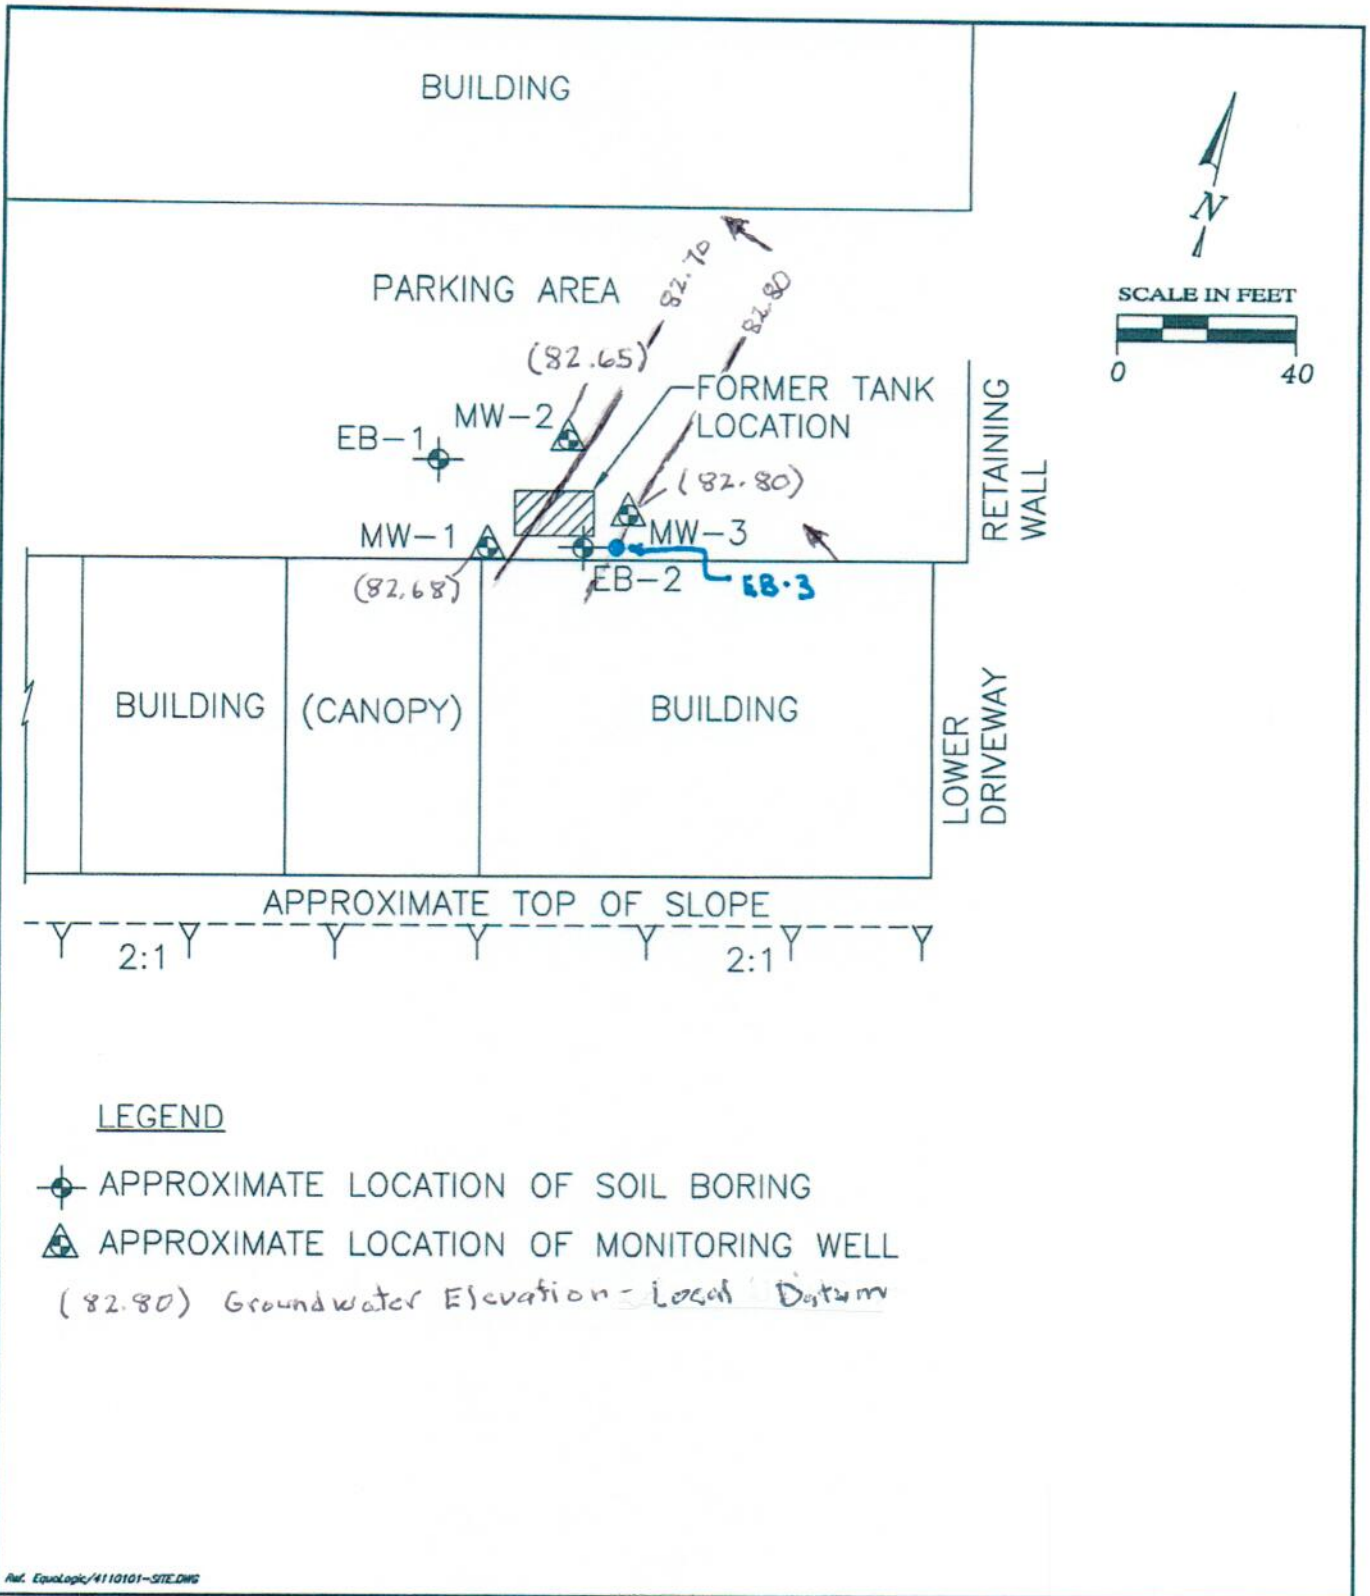 BUILDING
N
SCALE IN FEET
0 40
PARKING AREA
82.70
82.80
(82.65)
FORMER TANK
LOCATION
MW-2
EB-1
(82.80)
RETAINING
WALL
MW-1
MW-3
(82.68)
EB-2
EB-3
BUILDING
(CANOPY)
BUILDING
LOWER
DRIVEWAY
APPROXIMATE TOP OF SLOPE
2:1
2:1
LEGEND
APPROXIMATE LOCATION OF SOIL BORING
APPROXIMATE LOCATION OF MONITORING WELL
(82.80) Groundwater Elevation - Local Datum
Ref. EquoLogic/4110101-SITE.DWG